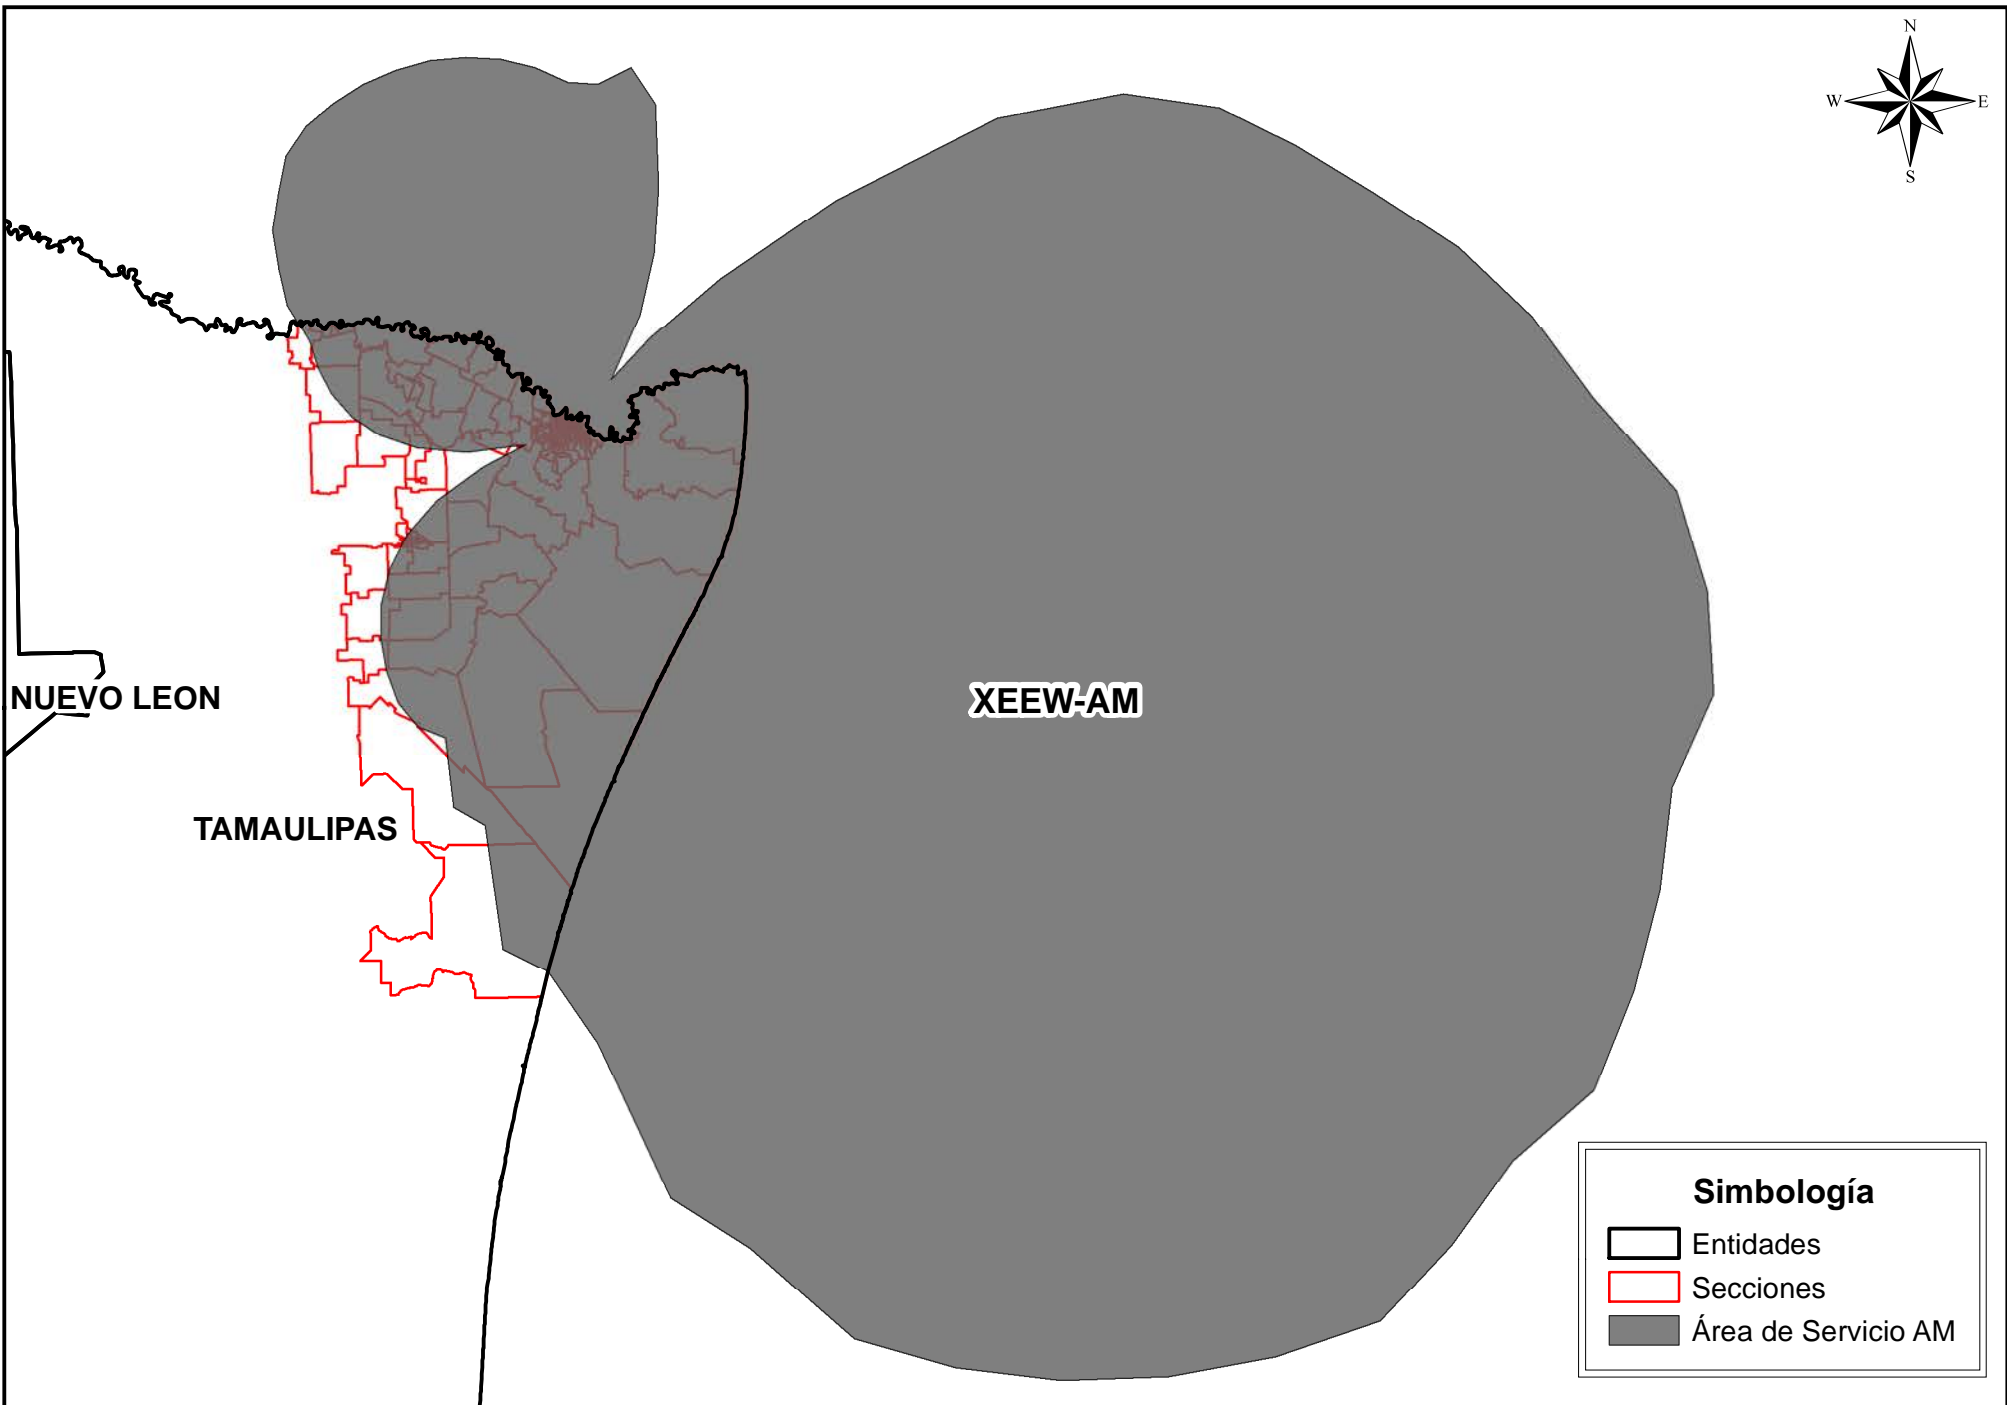 N
W E
S
NUEVO LEON
XEEW-AM
TAMAULIPAS
Simbología
Entidades
Secciones
Área de Servicio AM